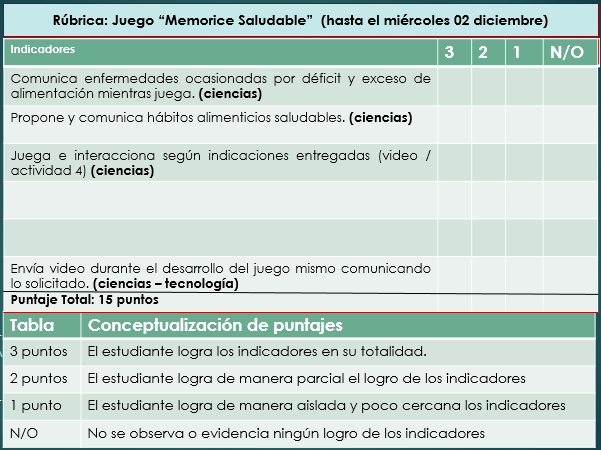 Rúbrica: Juego “Memorice Saludable” (hasta el miércoles 02 diciembre)
Indicadores 3 2 1 N/O
Comunica enfermedades ocasionadas por déficit y exceso de
alimentación mientras juega. (ciencias)
Propone y comunica hábitos alimenticios saludables. (ciencias)
Juega e interacciona según indicaciones entregadas (video /
actividad 4) (ciencias)
Envía video durante el desarrollo del juego mismo comunicando
lo solicitado. (ciencias – tecnología)
Puntaje Total: 15 puntos
Tabla Conceptualización de puntajes
3 puntos El estudiante logra los indicadores en su totalidad.
2 puntos El estudiante logra de manera parcial el logro de los indicadores
1 punto El estudiante logra de manera aislada y poco cercana los indicadores
N/O No se observa o evidencia ningún logro de los indicadores